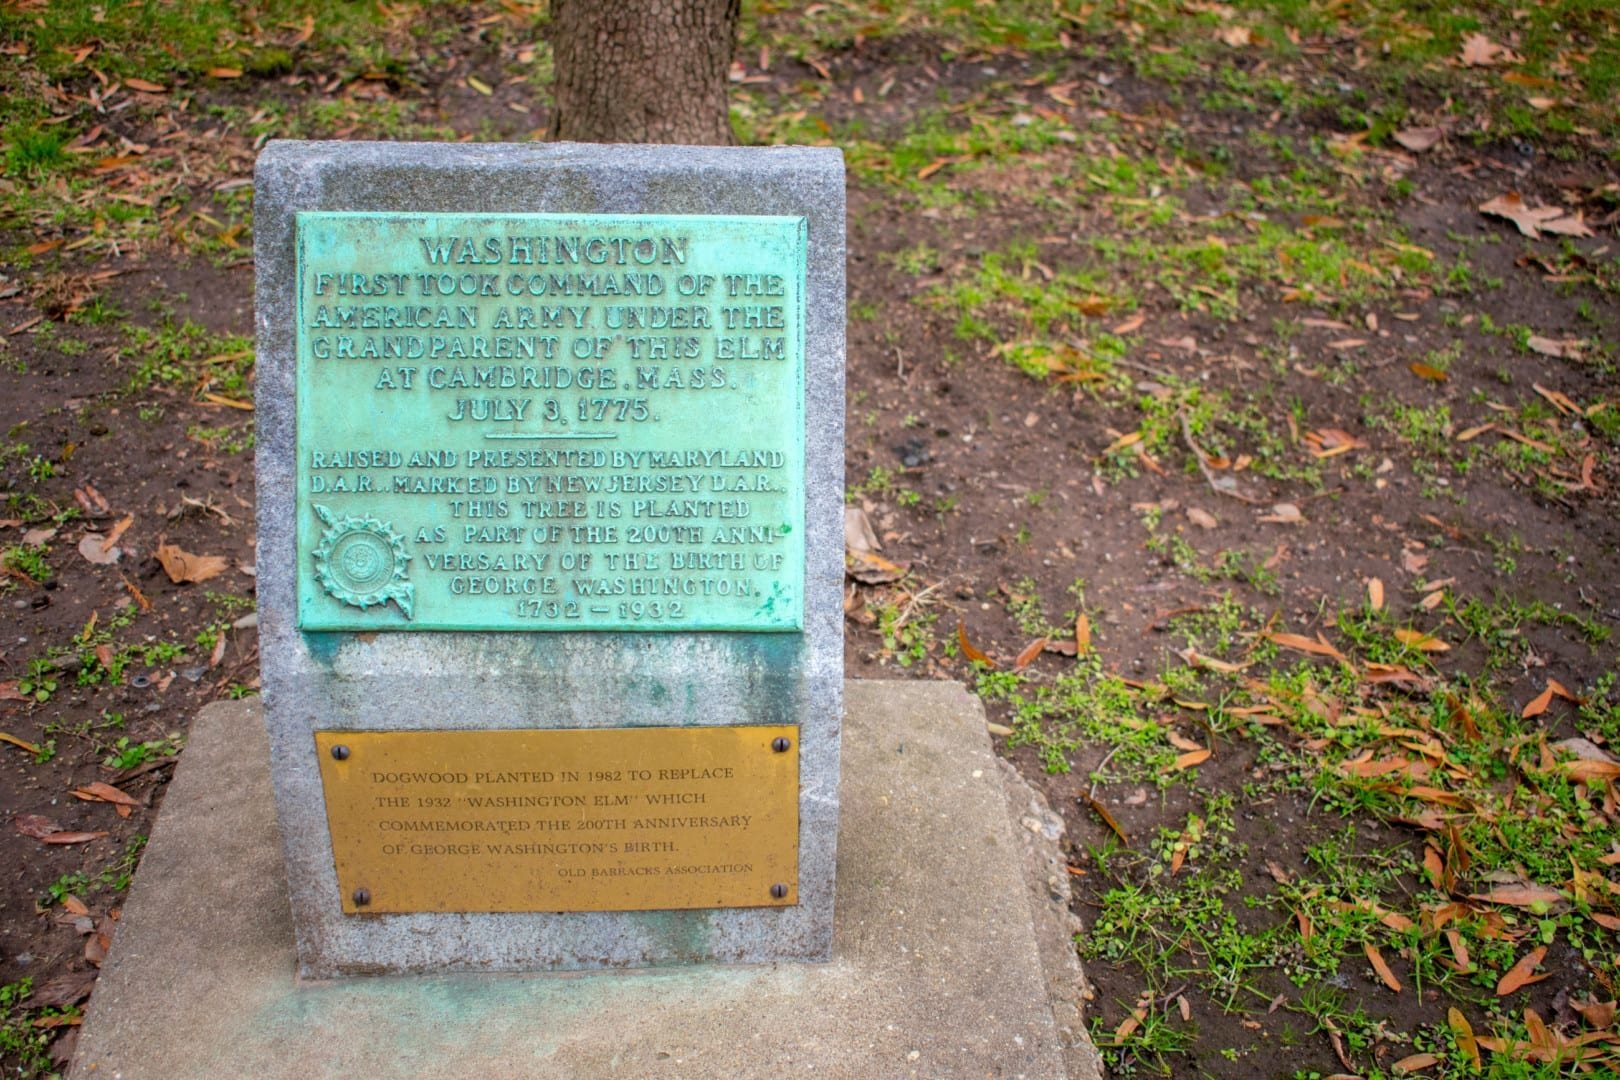 WASHINGTON
FIRST TOOK COMMAND OF THE
AMERICAN ARMY UNDER THE
GRANDPARENT OF THIS ELM
AT CAMBRIDGE, MASS.
JULY 3, 1775.
RAISED AND PRESENTED BY MARYLAND
D.A.R., MARKED BY NEW JERSEY D.A.R.,
THIS TREE IS PLANTED
AS PART OF THE 200TH ANNI-
VERSARY OF THE BIRTH OF
GEORGE WASHINGTON.
1732 – 1932
DOGWOOD PLANTED IN 1982 TO REPLACE
THE 1932 "WASHINGTON ELM" WHICH
COMMEMORATED THE 200TH ANNIVERSARY
OF GEORGE WASHINGTON'S BIRTH.
OLD BARRACKS ASSOCIATION